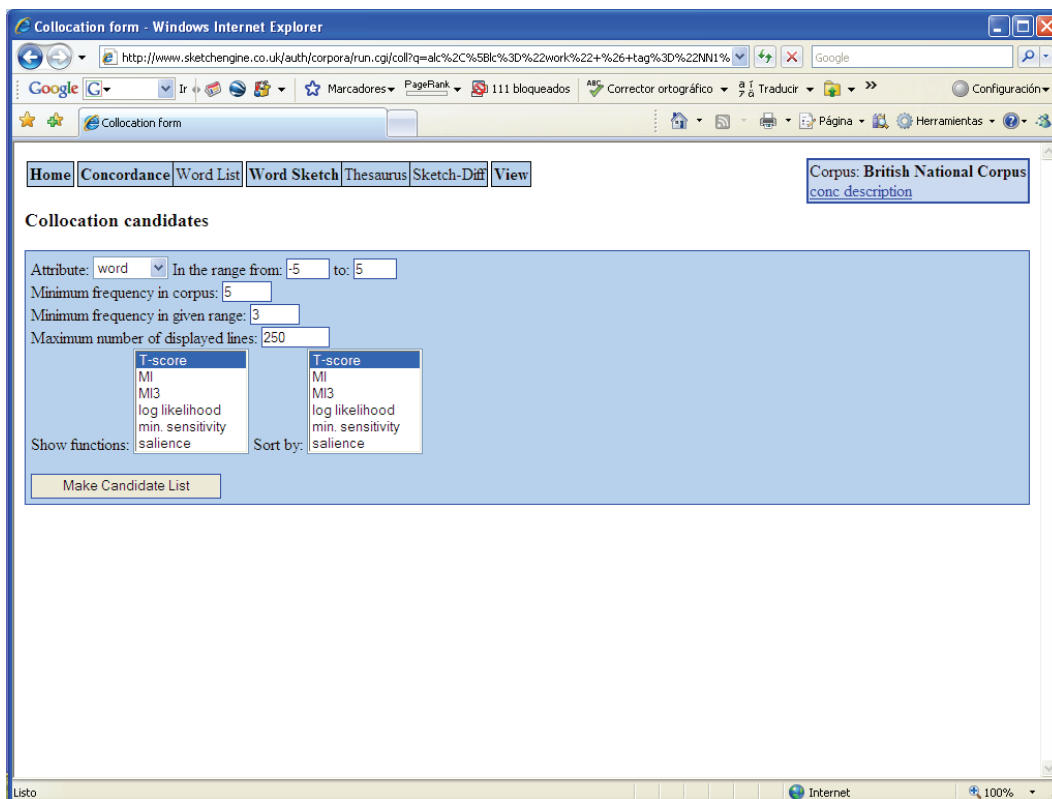 Collocation form - Windows Internet Explorer
http://www.sketchengine.co.uk/auth/corpora/run.cgi/coll?q=alc%2C%5Blc%3D%22work%22+%26+tag%3D%22NN1% Google
Google G Ir Marcadores PageRank 111 bloqueados ABC Corrector ortográfico Traducir » Configuración
Collocation form Página Herramientas
Home Concordance Word List Word Sketch Thesaurus Sketch-Diff View
Corpus: British National Corpus
conc description
Collocation candidates
Attribute: word In the range from: -5 to: 5
Minimum frequency in corpus: 5
Minimum frequency in given range: 3
Maximum number of displayed lines: 250
T-score T-score
MI MI
MI3 MI3
log likelihood log likelihood
min. sensitivity min. sensitivity
Show functions: salience Sort by: salience
Make Candidate List
Listo Internet 100%